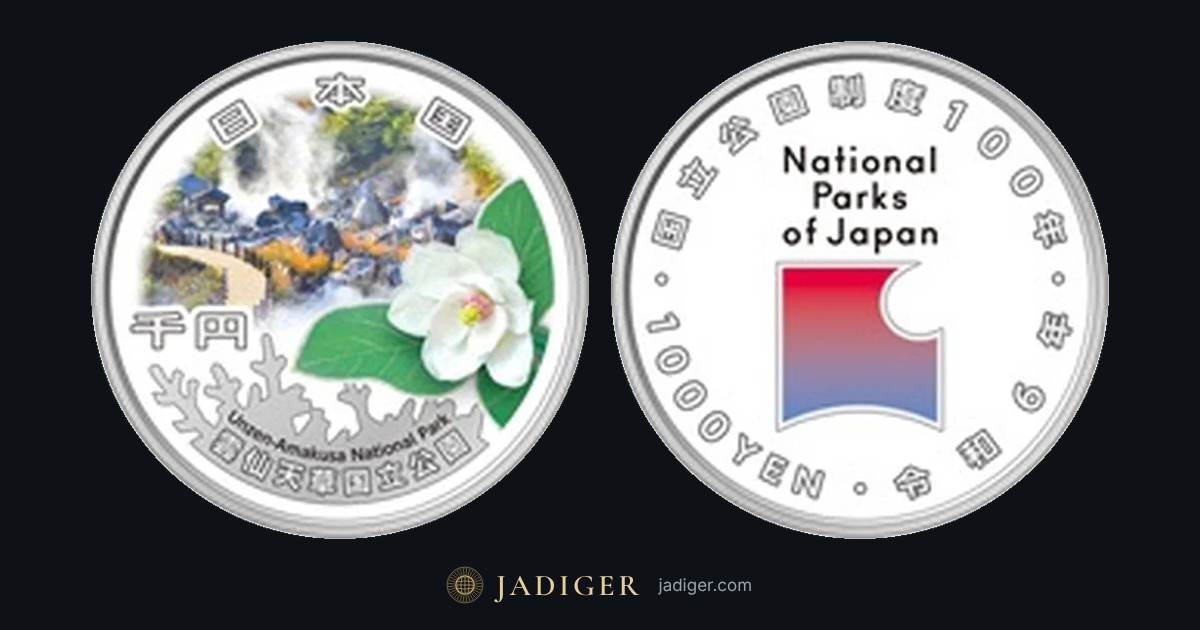 日本国
千円
Unzen-Amakusa National Park
雲仙天草国立公園
国立公園制度100年
National
Parks
of Japan
・1000YEN・令和6年・
JADIGER jadiger.com